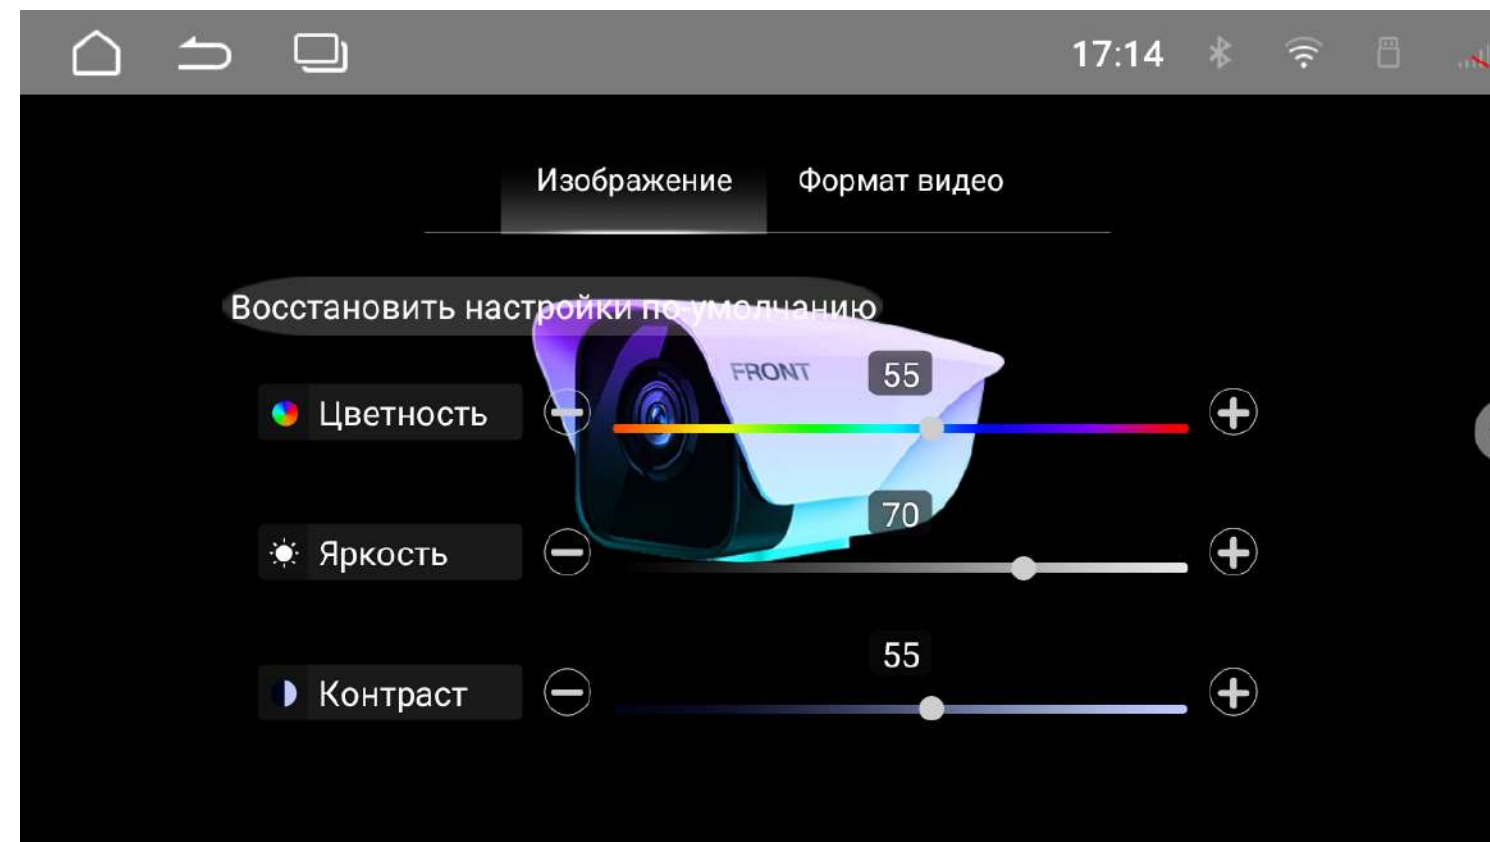 17:14
Изображение Формат видео
Восстановить настройки по-умолчанию
FRONT
55
Цветность
70
Яркость
55
Контраст